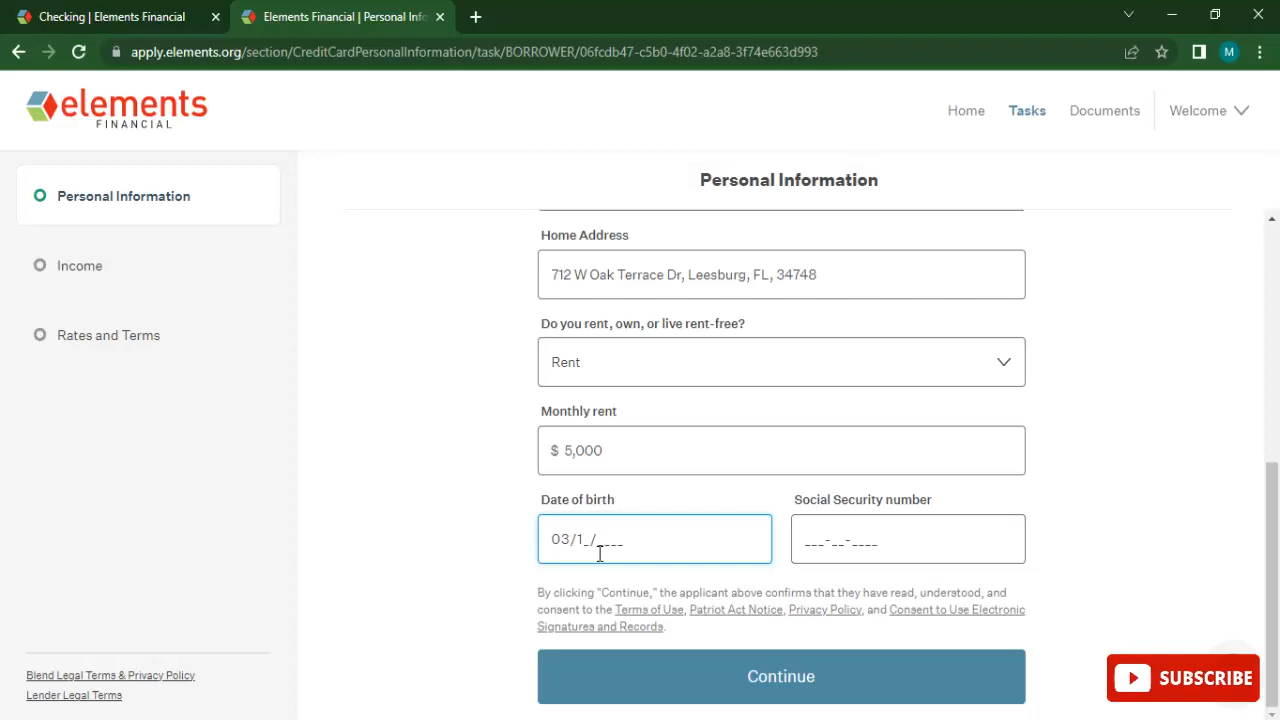 Checking | Elements Financial
Elements Financial | Personal Info
apply.elements.org/section/CreditCardPersonalInformation/task/BORROWER/06fcdb47-c5b0-4f02-a2a8-3f74e663d993
M
elements
FINANCIAL
Home
Tasks
Documents
Welcome
Personal Information
Income
Rates and Terms
Personal Information
Home Address
712 W Oak Terrace Dr, Leesburg, FL, 34748
Do you rent, own, or live rent-free?
Rent
Monthly rent
$ 5,000
Date of birth
Social Security number
03/1_/____
___-__-____
By clicking "Continue," the applicant above confirms that they have read, understood, and
consent to the Terms of Use, Patriot Act Notice, Privacy Policy, and Consent to Use Electronic
Signatures and Records.
Continue
Blend Legal Terms & Privacy Policy
Lender Legal Terms
SUBSCRIBE